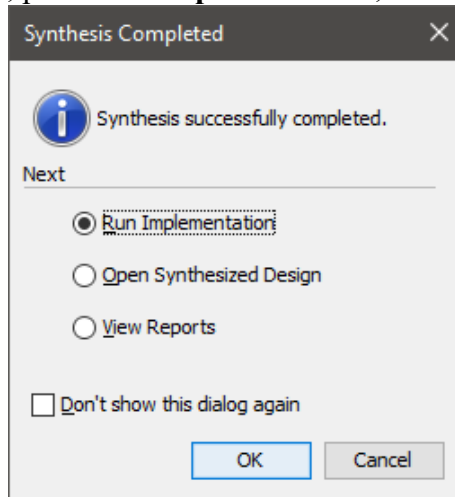 Synthesis Completed
Synthesis successfully completed.
Next
Run Implementation
Open Synthesized Design
View Reports
Don't show this dialog again
OK Cancel